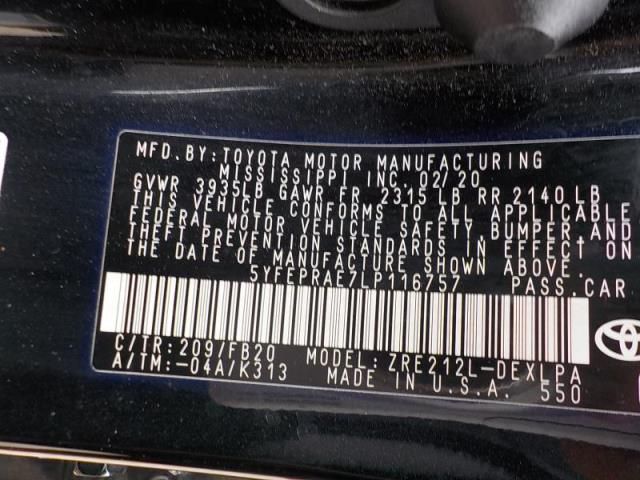 MFD. BY: TOYOTA MOTOR MANUFACTURING
MISSISSIPPI INC. 02/20
GVWR 3935LB GAWR FR 2315 LB RR 2140 LB
THIS VEHICLE CONFORMS TO ALL APPLICABLE
FEDERAL MOTOR VEHICLE SAFETY BUMPER AND
THEFT PREVENTION STANDARDS IN EFFECT ON
THE DATE OF MANUFACTURE SHOWN ABOVE.
5YFEPRAE7LP116757 PASS.CAR
C/TR: 209/FB20 MODEL: ZRE212L-DEXLPA
A/TM:-04A/K313 MADE IN U.S.A. 550